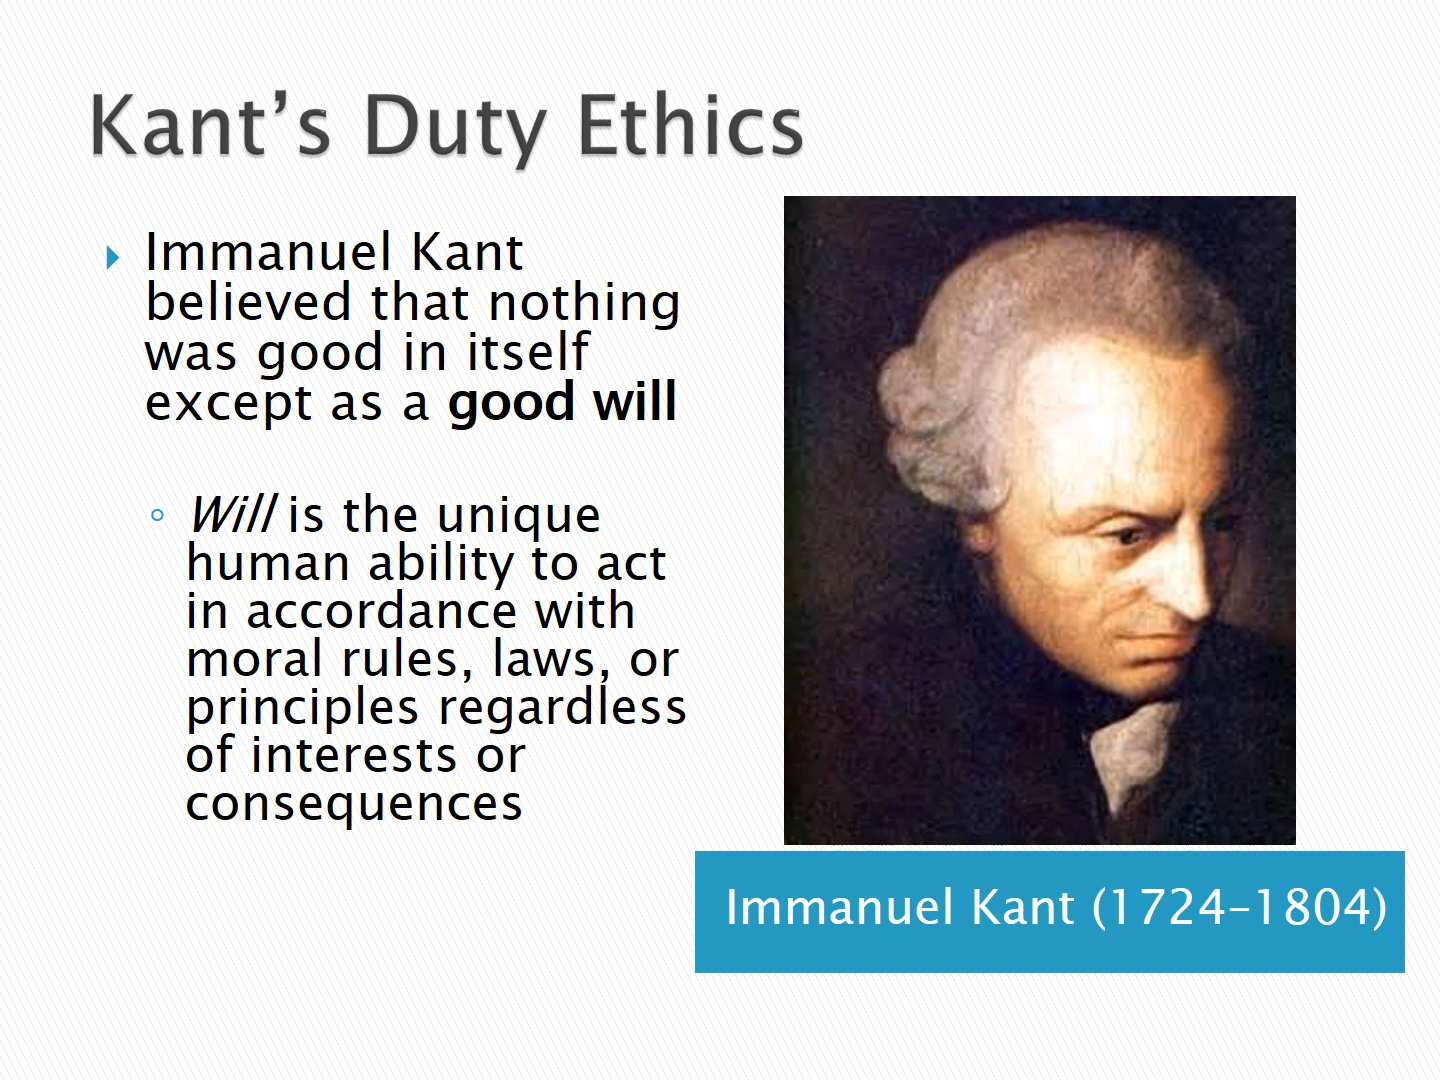 Kant’s Duty Ethics
Immanuel Kant
believed that nothing
was good in itself
except as a good will
Will is the unique
human ability to act
in accordance with
moral rules, laws, or
principles regardless
of interests or
consequences
Immanuel Kant (1724–1804)